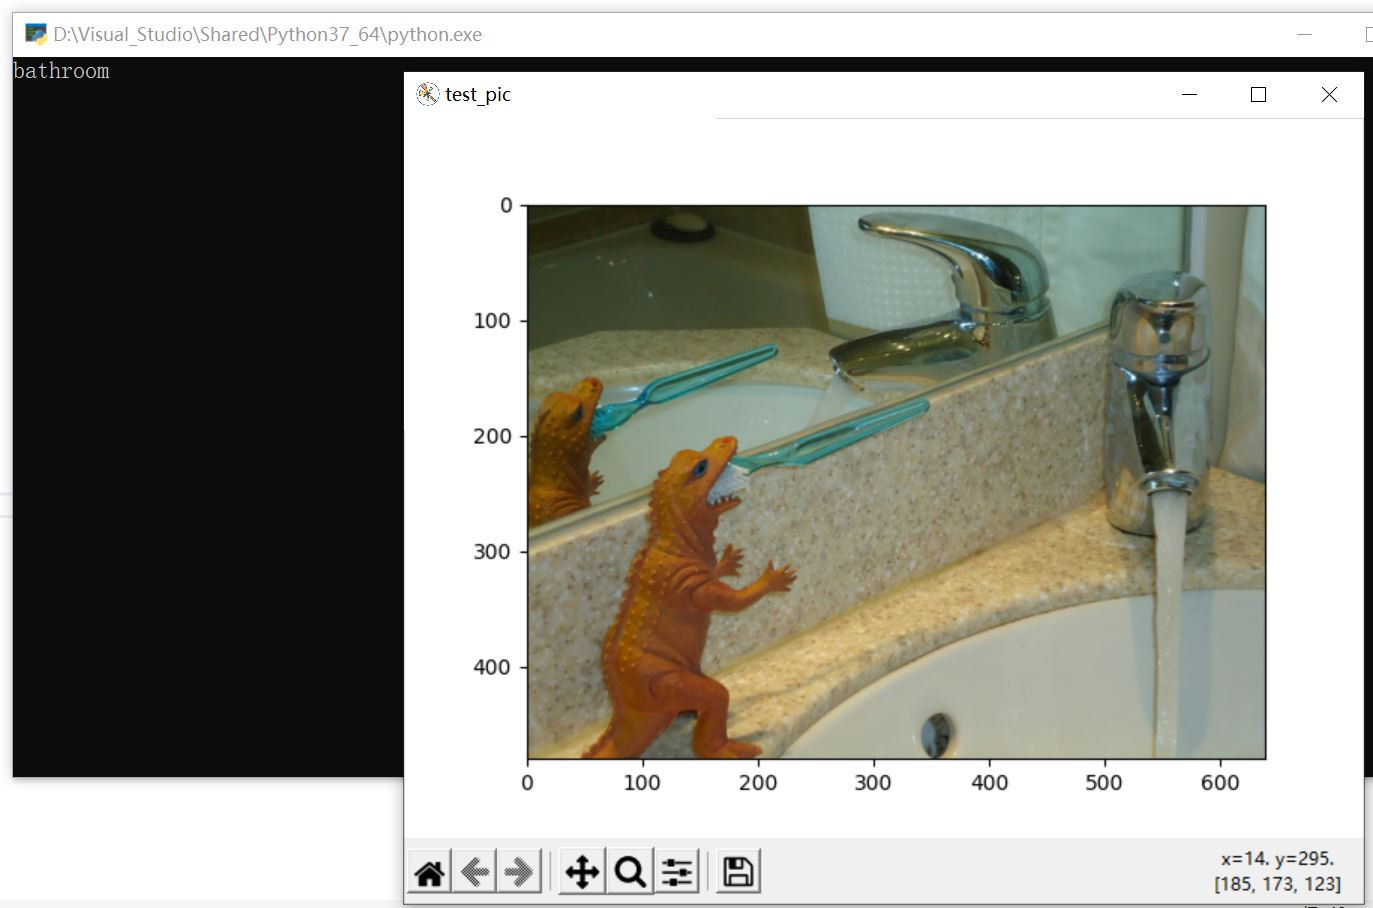 D:\Visual_Studio\Shared\Python37_64\python.exe
bathroom
test_pic
0
100
200
300
400
0 100 200 300 400 500 600
x=14. y=295.
[185, 173, 123]